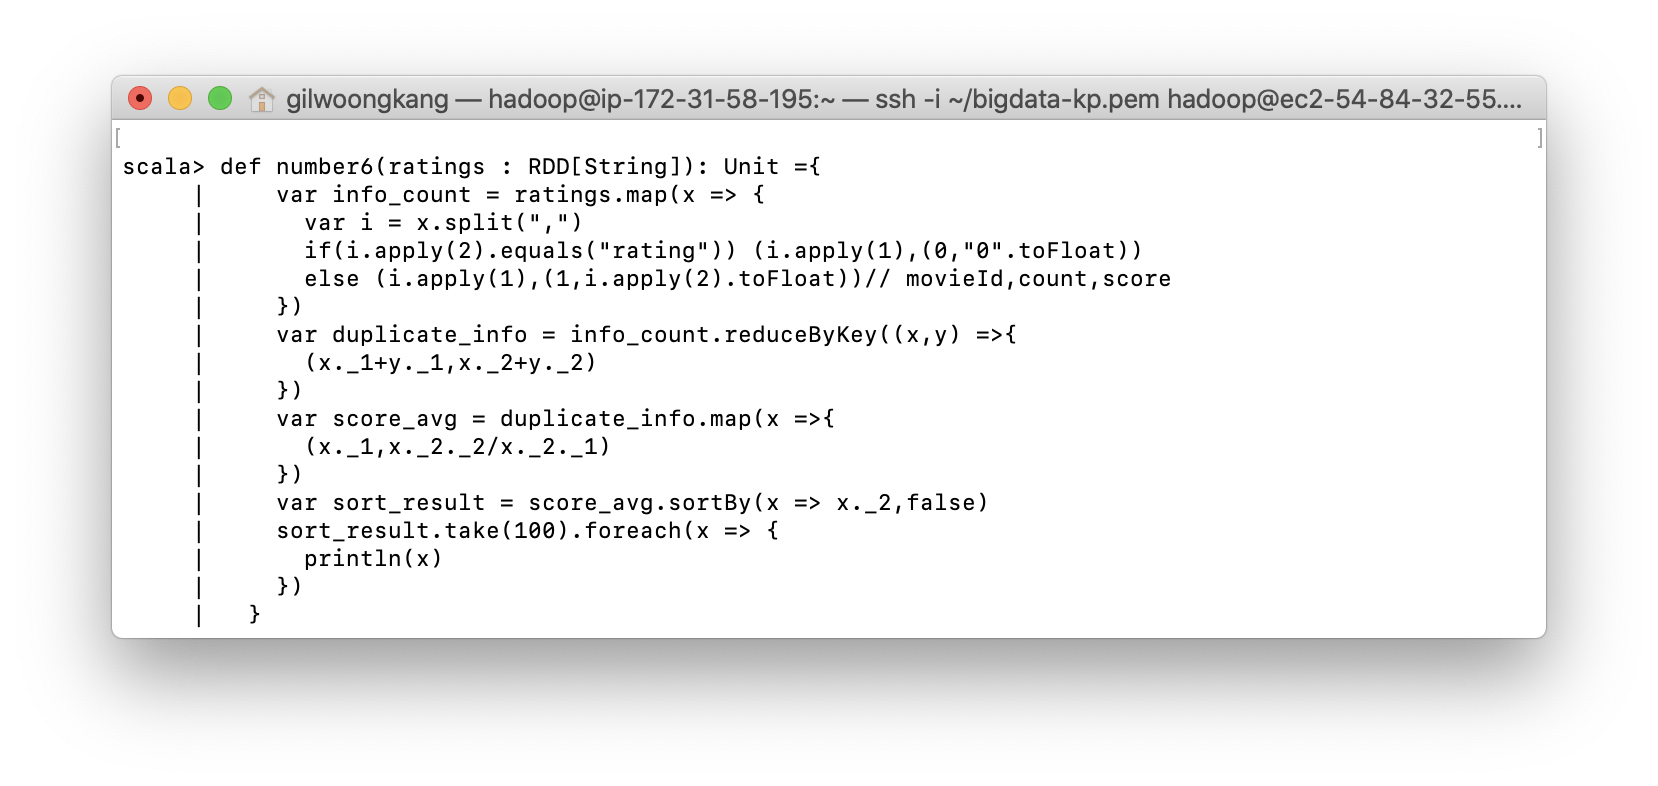 gilwoongkang — hadoop@ip-172-31-58-195:~ — ssh -i ~/bigdata-kp.pem hadoop@ec2-54-84-32-55....
[ ]
scala> def number6(ratings : RDD[String]): Unit ={
     |     var info_count = ratings.map(x => {
     |       var i = x.split(",")
     |       if(i.apply(2).equals("rating")) (i.apply(1),(0,"0".toFloat))
     |       else (i.apply(1),(1,i.apply(2).toFloat))// movieId,count,score
     |     })
     |     var duplicate_info = info_count.reduceByKey((x,y) =>{
     |       (x._1+y._1,x._2+y._2)
     |     })
     |     var score_avg = duplicate_info.map(x =>{
     |       (x._1,x._2._2/x._2._1)
     |     })
     |     var sort_result = score_avg.sortBy(x => x._2,false)
     |     sort_result.take(100).foreach(x => {
     |       println(x)
     |     })
     |   }